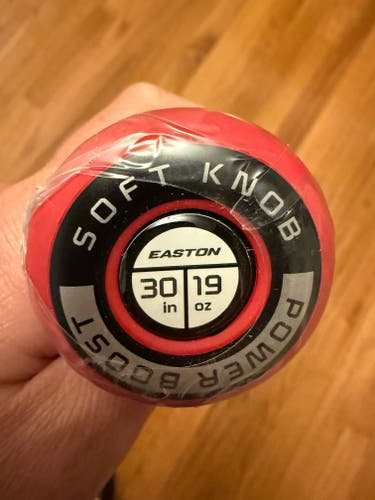 SOFT KNOB
EASTON
30 19
in oz
POWER BOOST